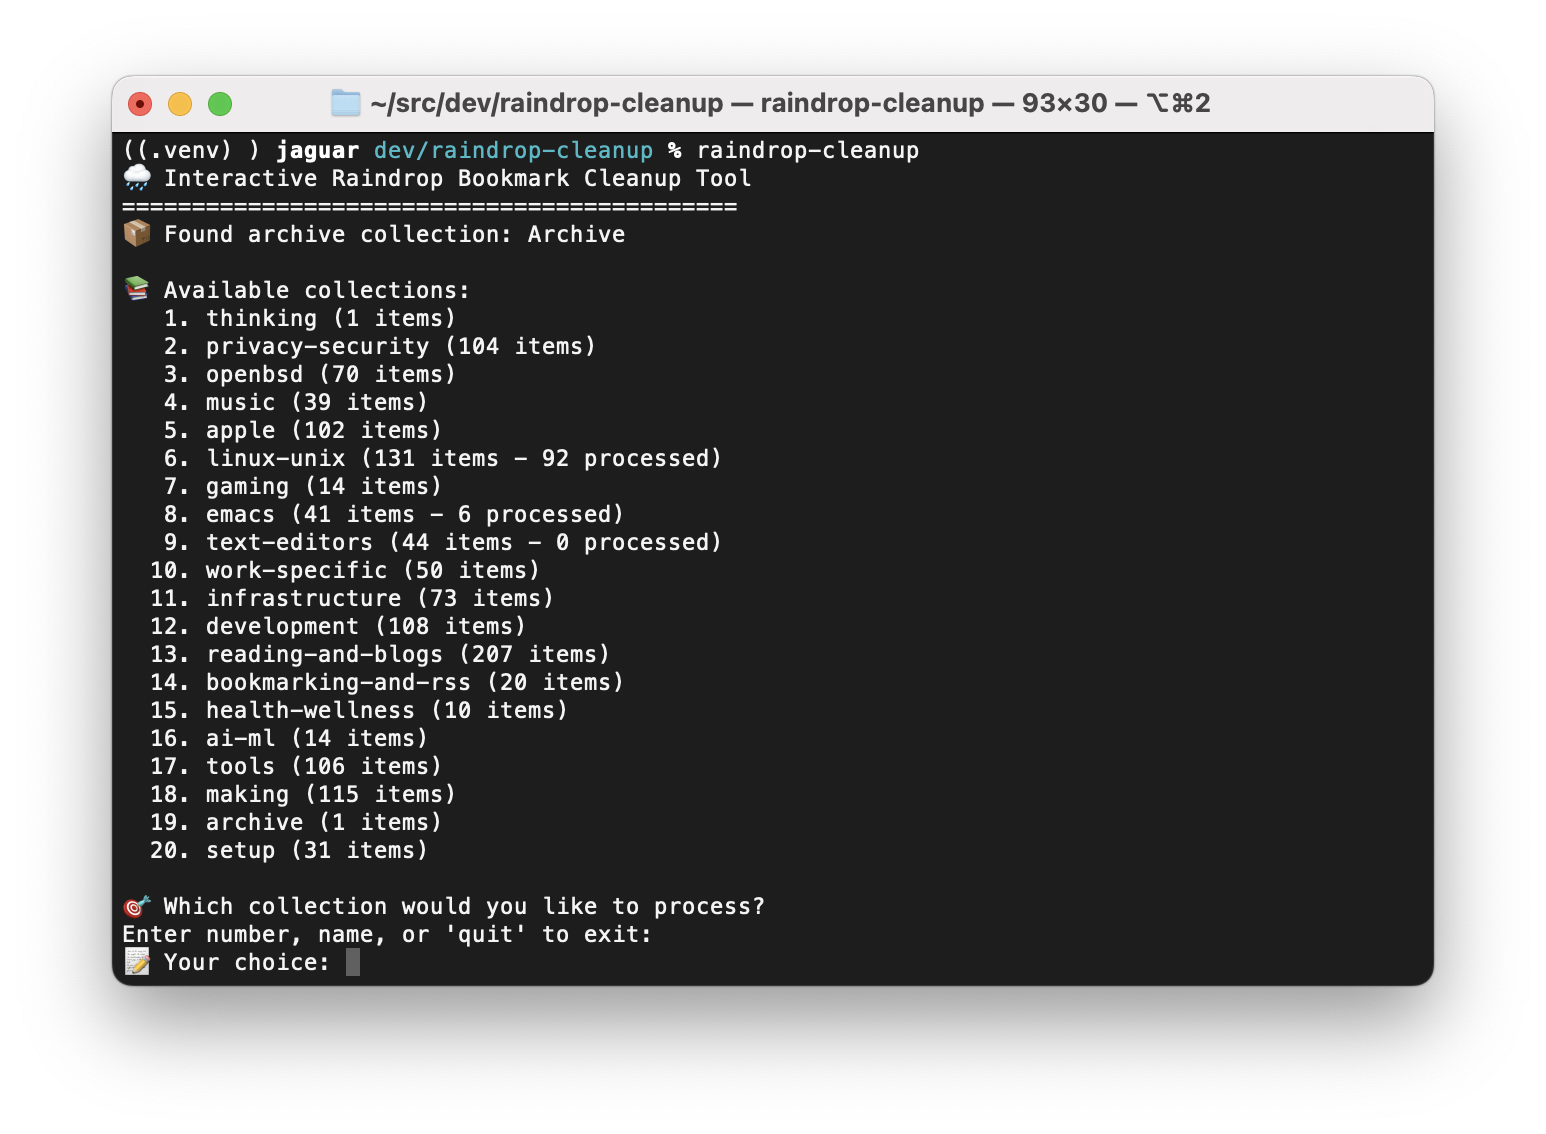 ~/src/dev/raindrop-cleanup — raindrop-cleanup — 93×30 — ⌥⌘2
((.venv) ) jaguar dev/raindrop-cleanup % raindrop-cleanup
Interactive Raindrop Bookmark Cleanup Tool
============================================
Found archive collection: Archive
Available collections:
1. thinking (1 items)
2. privacy-security (104 items)
3. openbsd (70 items)
4. music (39 items)
5. apple (102 items)
6. linux-unix (131 items - 92 processed)
7. gaming (14 items)
8. emacs (41 items - 6 processed)
9. text-editors (44 items - 0 processed)
10. work-specific (50 items)
11. infrastructure (73 items)
12. development (108 items)
13. reading-and-blogs (207 items)
14. bookmarking-and-rss (20 items)
15. health-wellness (10 items)
16. ai-ml (14 items)
17. tools (106 items)
18. making (115 items)
19. archive (1 items)
20. setup (31 items)
Which collection would you like to process?
Enter number, name, or 'quit' to exit:
Your choice: